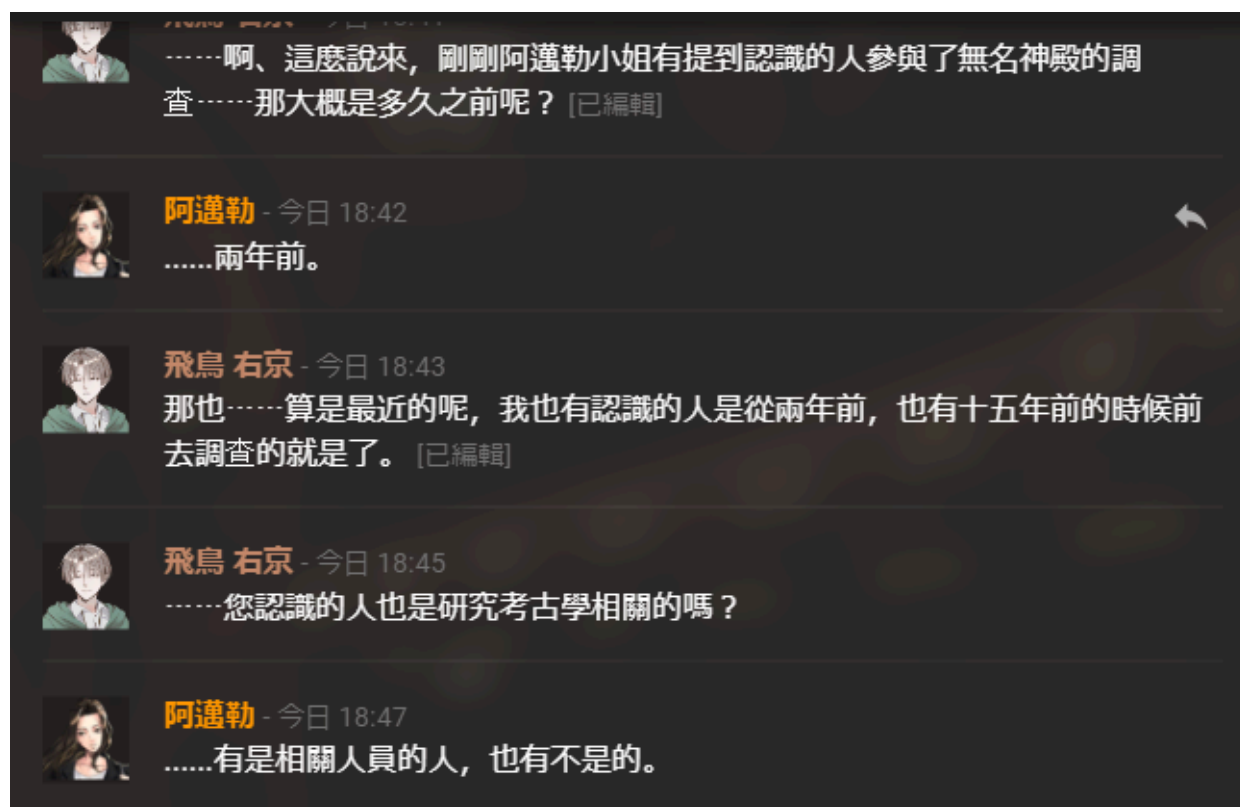 ……啊、這麼說來，剛剛阿邁勒小姐有提到認識的人參與了無名神殿的調
查……那大概是多久之前呢？ [已編輯]
阿邁勒 - 今日 18:42
......兩年前。
飛鳥 右京 - 今日 18:43
那也……算是最近的呢，我也有認識的人是從兩年前，也有十五年前的時候前
去調查的就是了。 [已編輯]
飛鳥 右京 - 今日 18:45
……您認識的人也是研究考古學相關的嗎？
阿邁勒 - 今日 18:47
......有是相關人員的人，也有不是的。